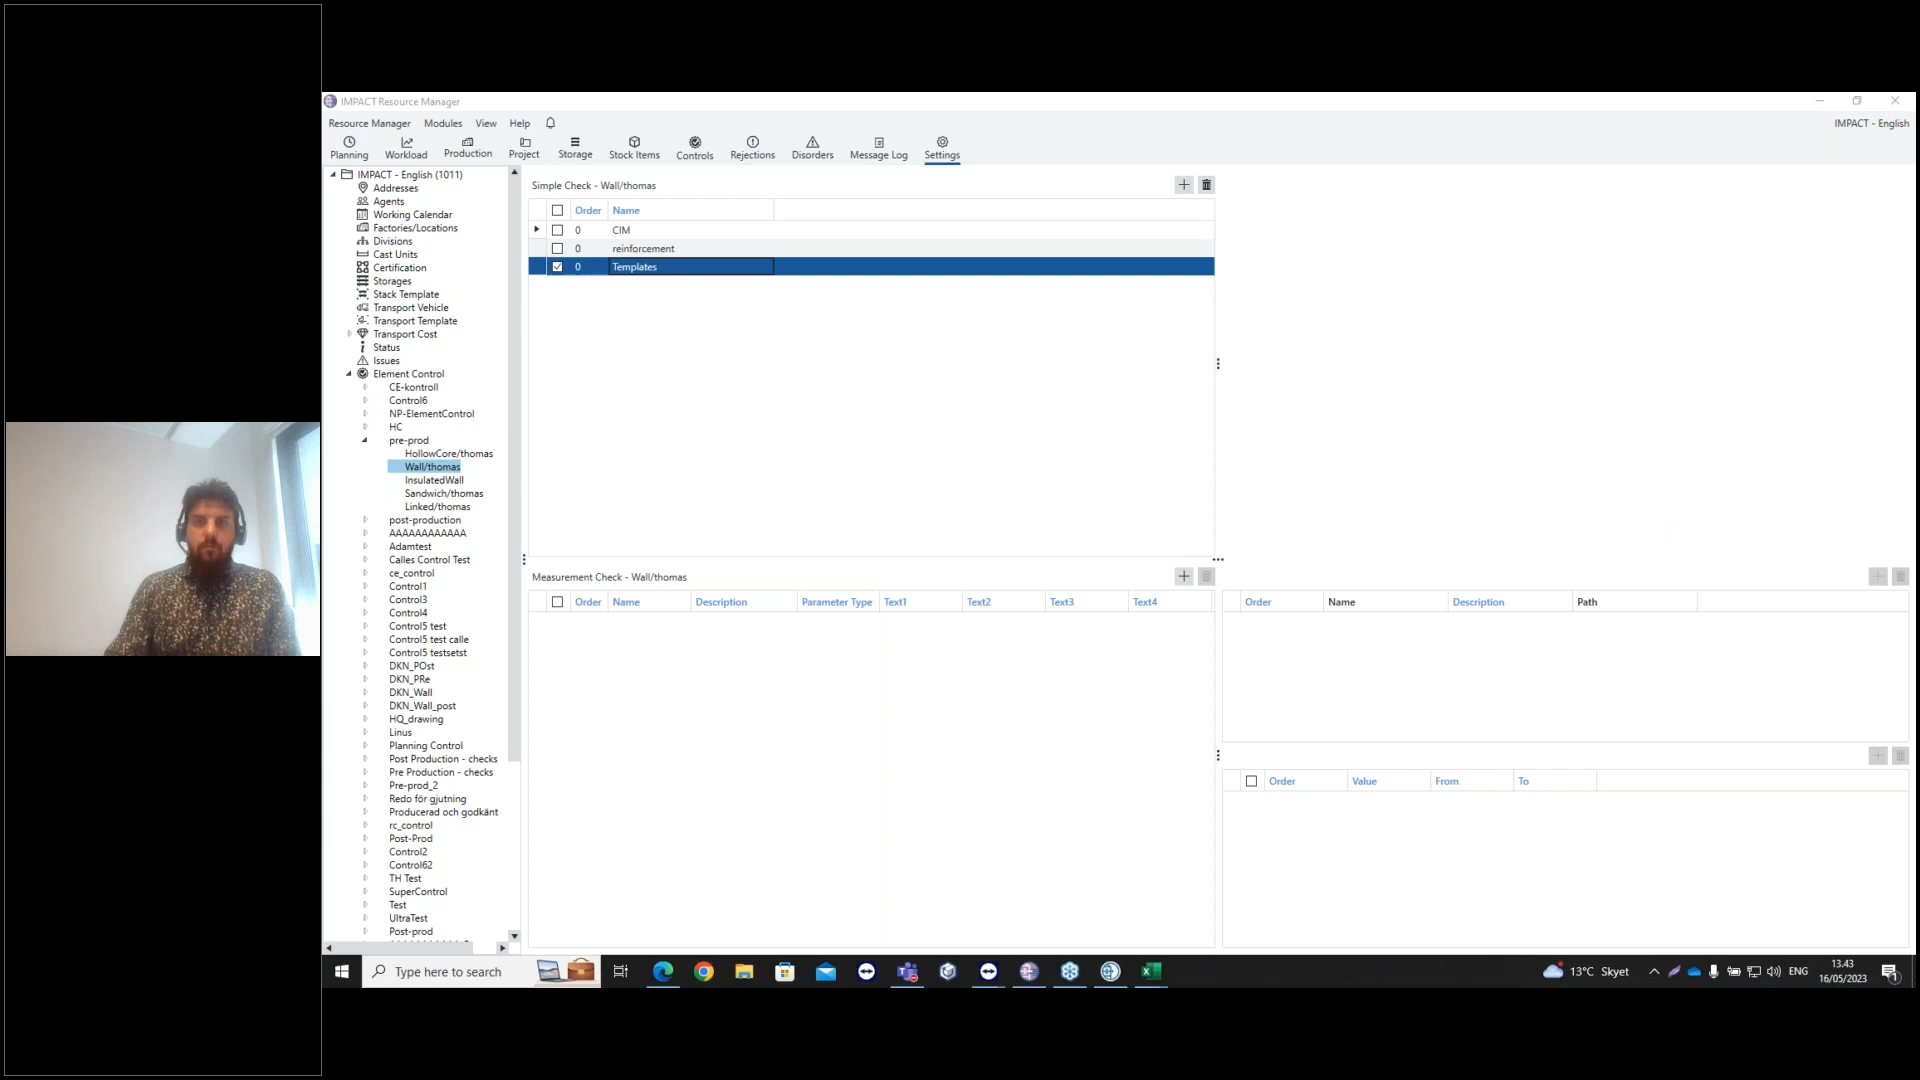 IMPACT Resource Manager
Resource Manager Modules View Help
IMPACT - English
Planning Workload Production Project Storage Stock Items Controls Rejections Disorders Message Log Settings
IMPACT - English (1011)
Addresses
Agents
Working Calendar
Factories/Locations
Divisions
Cast Units
Certification
Storages
Stack Template
Transport Vehicle
Transport Template
Transport Cost
Status
Issues
Element Control
CE-kontroll
Control6
NP-ElementControl
HC
pre-prod
HollowCore/thomas
Wall/thomas
InsulatedWall
Sandwich/thomas
Linked/thomas
post-production
AAAAAAAAAAAA
Adamtest
Calles Control Test
ce_control
Control1
Control3
Control4
Control5 test
Control5 test calle
Control5 testsetst
DKN_POst
DKN_PRe
DKN_Wall
DKN_Wall_post
HQ_drawing
Linus
Planning Control
Post Production - checks
Pre Production - checks
Pre-prod_2
Redo för gjutning
Producerad och godkänt
rc_control
Post-Prod
Control2
Control62
TH Test
SuperControl
Test
UltraTest
Post-prod
Simple Check - Wall/thomas
Order Name
0 CIM
0 reinforcement
0 Templates
Measurement Check - Wall/thomas
Order Name Description Parameter Type Text1 Text2 Text3 Text4
Order Name Description Path
Order Value From To
Type here to search
13°C Skyet
ENG
13.43
16/05/2023
1